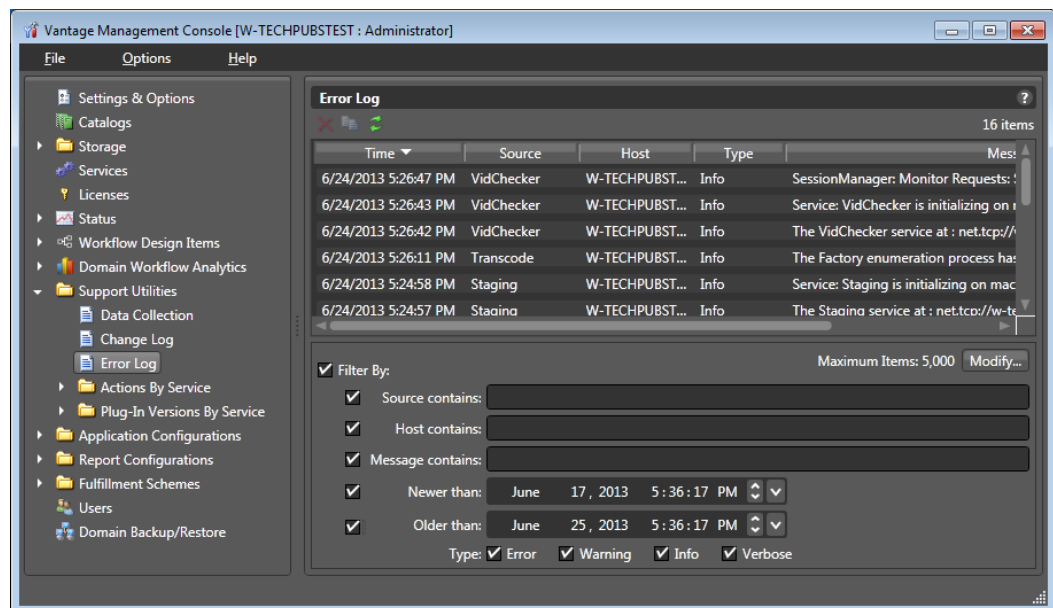 Vantage Management Console [W-TECHPUBSTEST : Administrator]
File Options Help
Settings & Options
Catalogs
Storage
Services
Licenses
Status
Workflow Design Items
Domain Workflow Analytics
Support Utilities
Data Collection
Change Log
Error Log
Actions By Service
Plug-In Versions By Service
Application Configurations
Report Configurations
Fulfillment Schemes
Users
Domain Backup/Restore
Error Log ?
16 items
Time Source Host Type Mess
6/24/2013 5:26:47 PM VidChecker W-TECHPUBST... Info SessionManager: Monitor Requests:
6/24/2013 5:26:43 PM VidChecker W-TECHPUBST... Info Service: VidChecker is initializing on
6/24/2013 5:26:42 PM VidChecker W-TECHPUBST... Info The VidChecker service at : net.tcp://
6/24/2013 5:26:11 PM Transcode W-TECHPUBST... Info The Factory enumeration process has
6/24/2013 5:24:58 PM Staging W-TECHPUBST... Info Service: Staging is initializing on mac
6/24/2013 5:24:57 PM Staging W-TECHPUBST... Info The Staging service at : net.tcp://w-te
Maximum Items: 5,000 Modify...
Filter By:
Source contains:
Host contains:
Message contains:
Newer than: June 17, 2013 5:36:17 PM
Older than: June 25, 2013 5:36:17 PM
Type: Error Warning Info Verbose